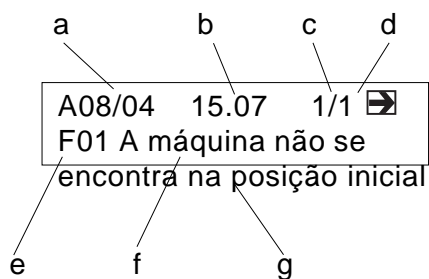 a b c d
A08/04 15.07 1/1
F01 A máquina não se
encontra na posição inicial
e f g